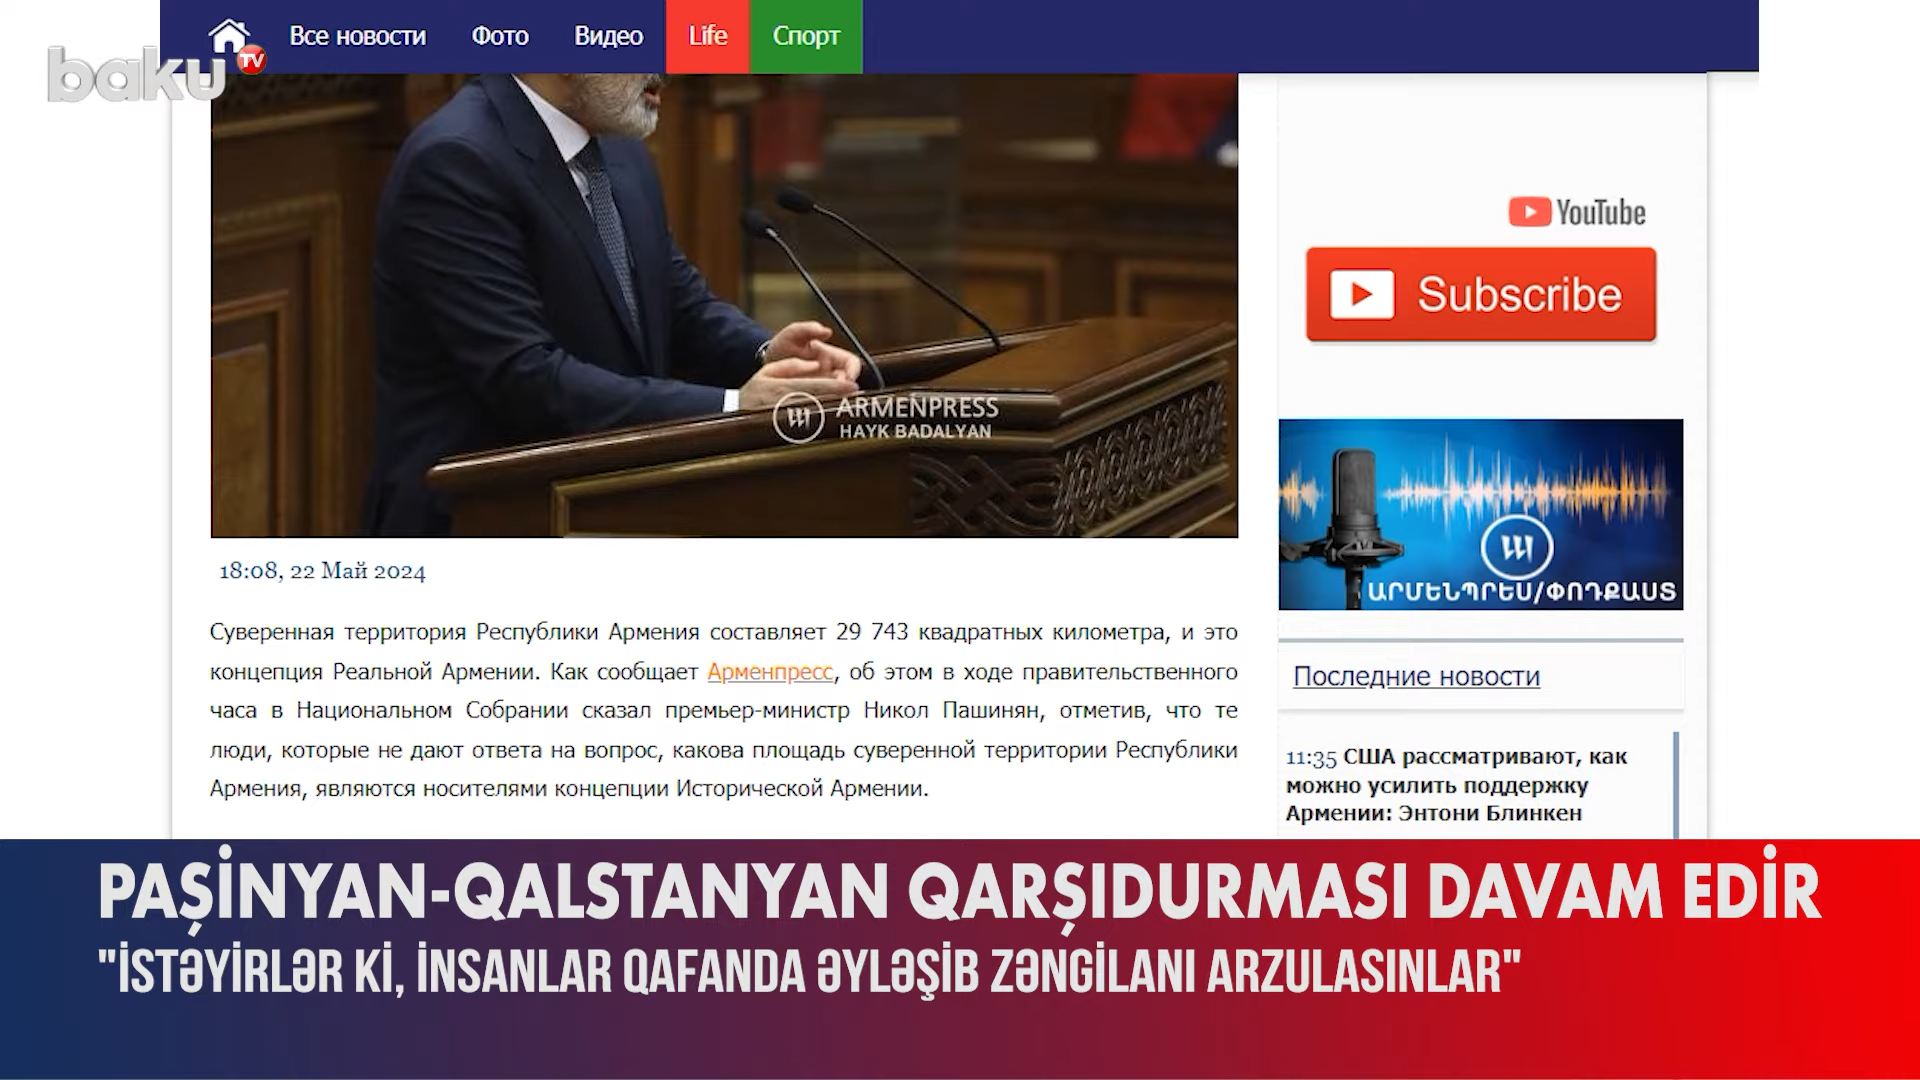 baku TV
Все новости Фото Видео Life Спорт
ARMENPRESS
HAYK BADALYAN
YouTube
Subscribe
ԱՐՄԵՆՊՐԵՍ/ՓՈԴՔԱՍՏ
18:08, 22 Май 2024
Суверенная территория Республики Армения составляет 29 743 квадратных километра, и это
концепция Реальной Армении. Как сообщает Арменпресс, об этом в ходе правительственного
часа в Национальном Собрании сказал премьер-министр Никол Пашинян, отметив, что те
люди, которые не дают ответа на вопрос, какова площадь суверенной территории Республики
Армения, являются носителями концепции Исторической Армении.
Последние новости
11:35 США рассматривают, как
можно усилить поддержку
Армении: Энтони Блинкен
PAŞİNYAN-QALSTANYAN QARŞIDURMASI DAVAM EDİR
"İSTƏYİRLƏR Kİ, İNSANLAR QAFANDA ƏYLƏŞİB ZƏNGİLANI ARZULASINLAR"